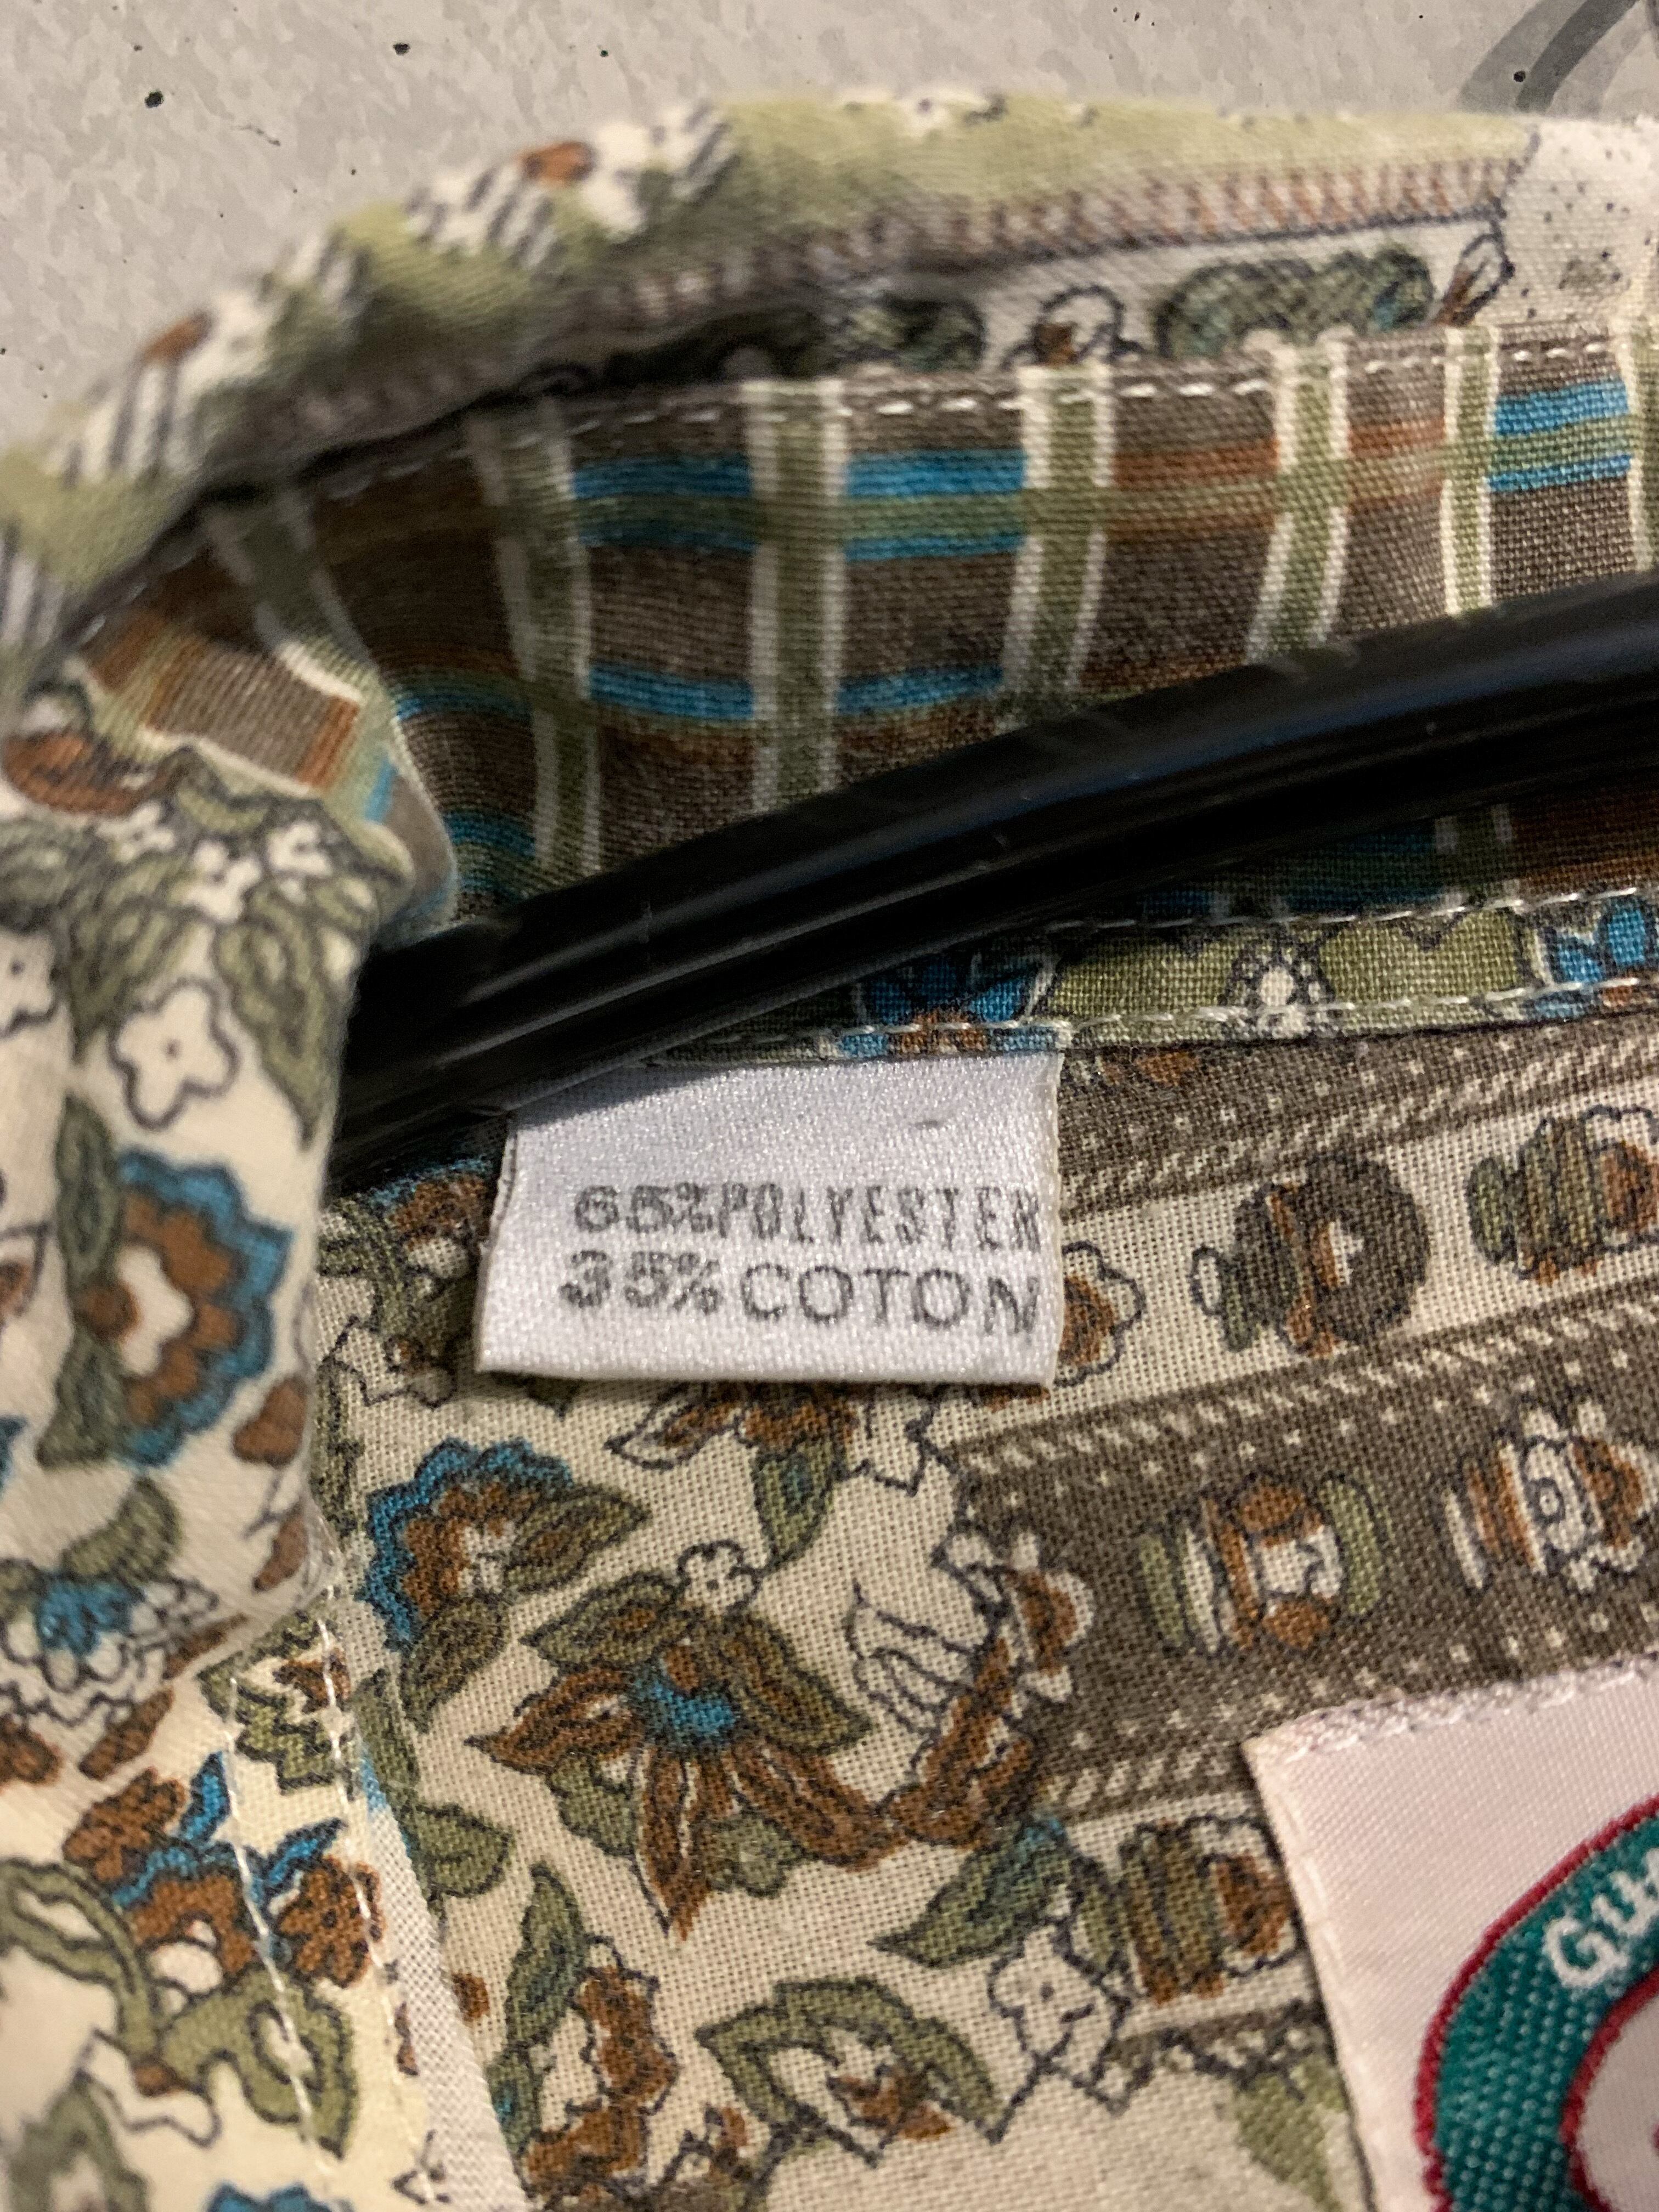 65% POLYESTER
35% COTON